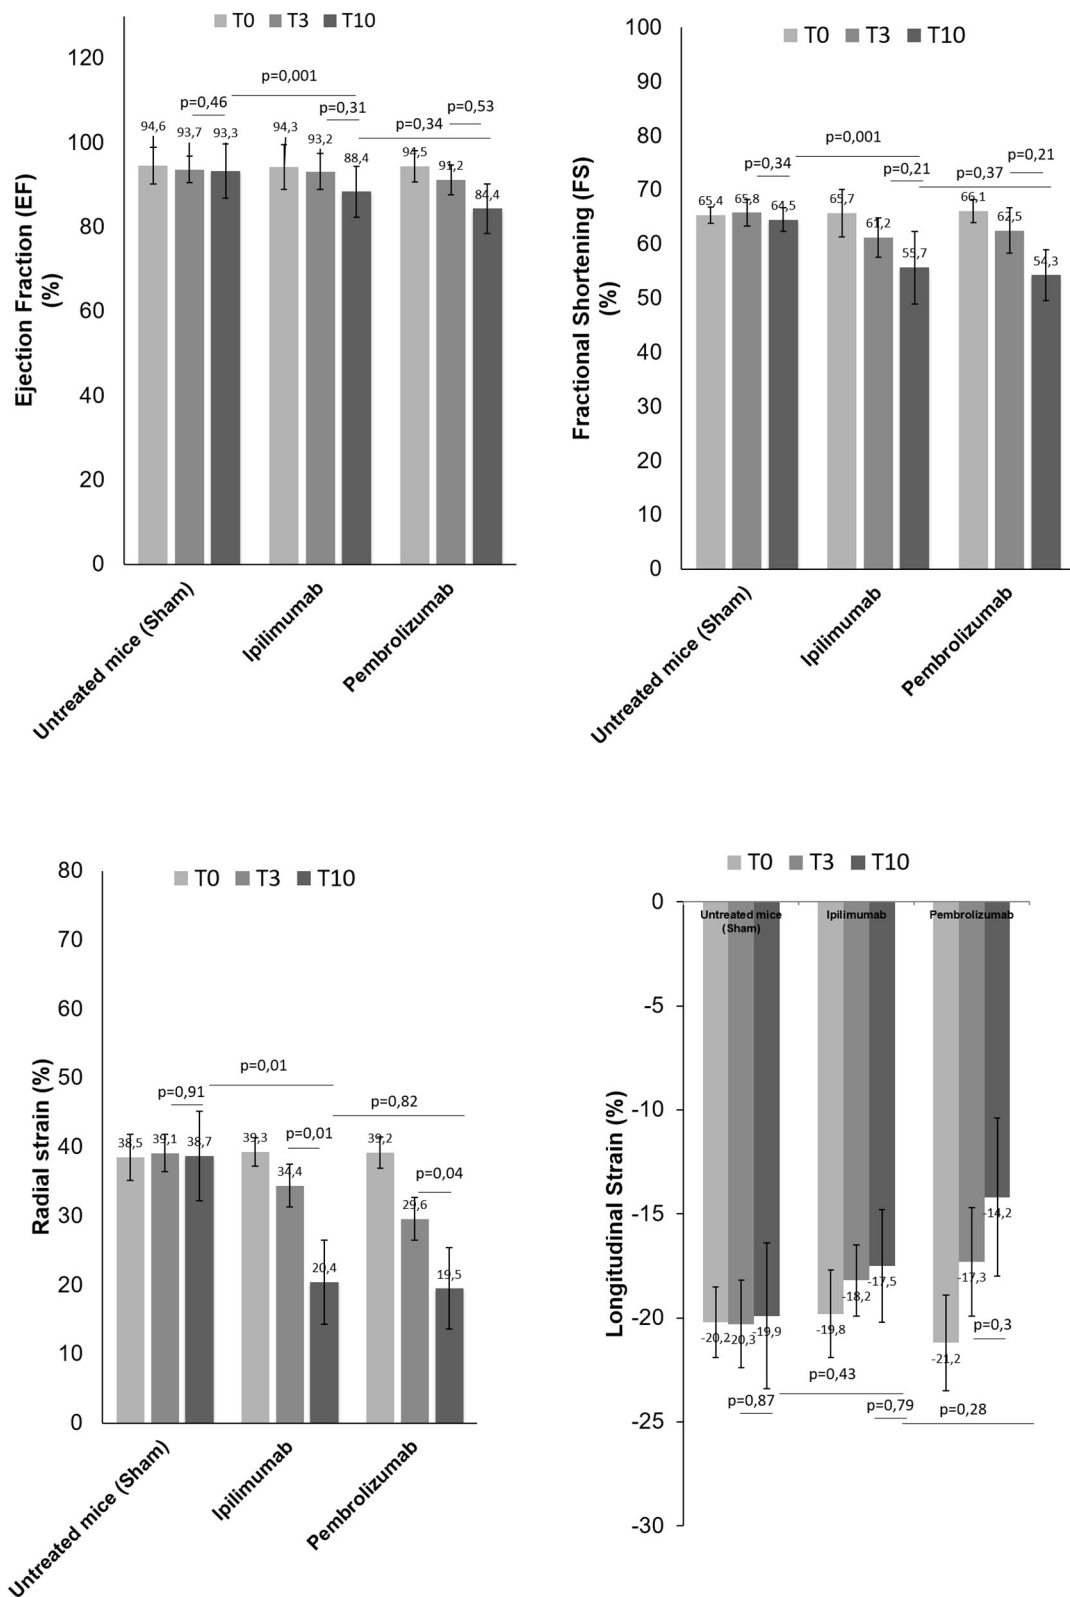 T0 T3 T10
120
100
80
60
40
20
0
Ejection Fraction (EF)
(%)
p=0,001
p=0,46
p=0,31
p=0,53
p=0,34
94,6
93,7
93,3
94,3
93,2
88,4
94,5
91,2
84,4
Untreated mice (Sham)
Ipilimumab
Pembrolizumab
T0 T3 T10
100
90
80
70
60
50
40
30
20
10
0
Fractional Shortening (FS)
(%)
p=0,001
p=0,34
p=0,21
p=0,21
p=0,37
65,4
65,8
64,5
65,7
61,2
55,7
66,1
62,5
54,3
Untreated mice (Sham)
Ipilimumab
Pembrolizumab
T0 T3 T10
80
70
60
50
40
30
20
10
0
Radial strain (%)
p=0,01
p=0,91
p=0,82
p=0,01
p=0,04
38,5
39,1
38,7
39,3
34,4
20,4
39,2
29,6
19,5
Untreated mice (Sham)
Ipilimumab
Pembrolizumab
T0 T3 T10
0
-5
-10
-15
-20
-25
-30
Longitudinal Strain (%)
Untreated mice
(Sham)
Ipilimumab
Pembrolizumab
-20,2
-20,3
-19,9
-19,8
-18,2
-17,5
-21,2
-17,3
-14,2
p=0,3
p=0,43
p=0,87
p=0,79
p=0,28